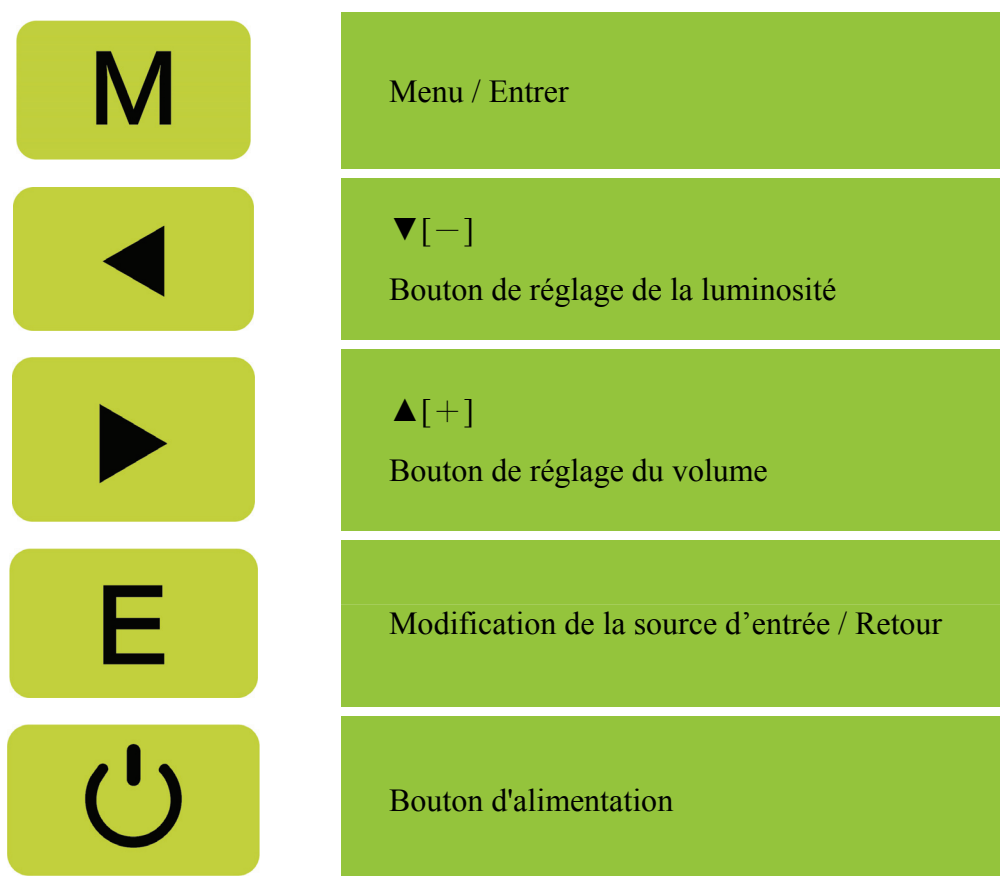 M
Menu / Entrer
◀
▼[－]
Bouton de réglage de la luminosité
▶
▲[＋]
Bouton de réglage du volume
E
Modification de la source d’entrée / Retour
Bouton d'alimentation